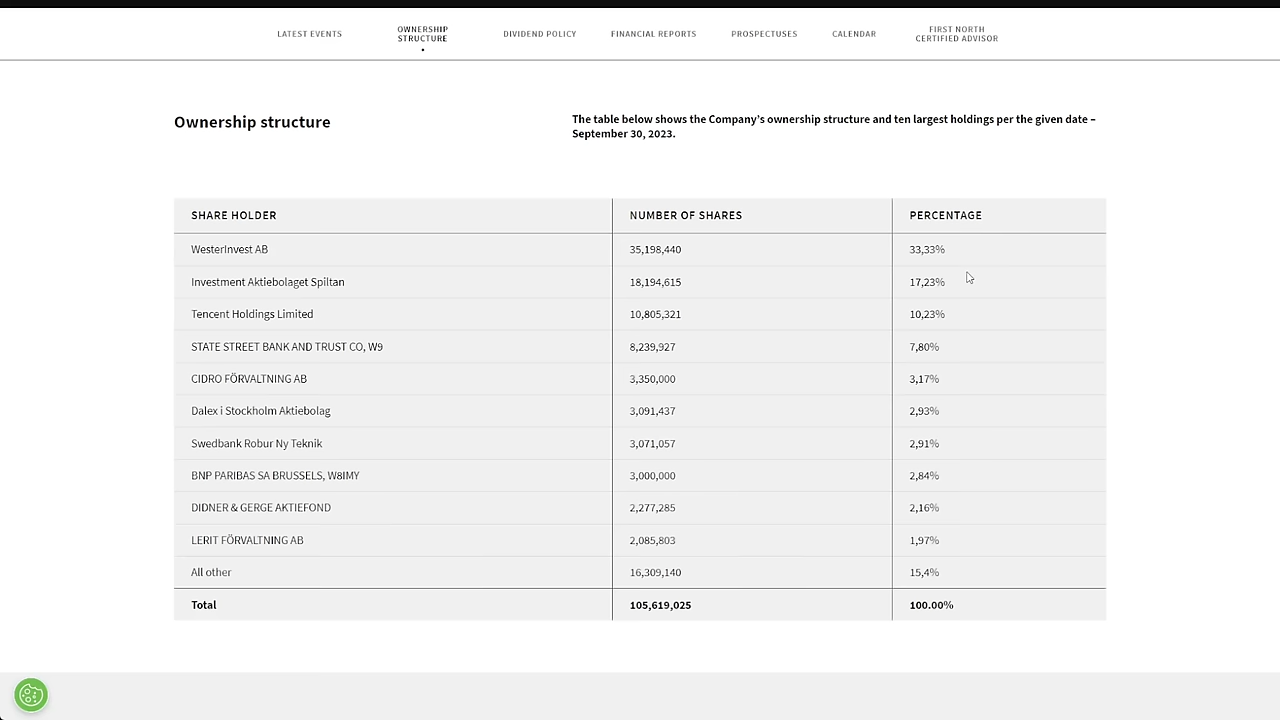 LATEST EVENTS
OWNERSHIP
STRUCTURE
DIVIDEND POLICY
FINANCIAL REPORTS
PROSPECTUSES
CALENDAR
FIRST NORTH
CERTIFIED ADVISOR
Ownership structure
The table below shows the Company's ownership structure and ten largest holdings per the given date –
September 30, 2023.
SHARE HOLDER NUMBER OF SHARES PERCENTAGE
WesterInvest AB 35,198,440 33,33%
Investment Aktiebolaget Spiltan 18,194,615 17,23%
Tencent Holdings Limited 10,805,321 10,23%
STATE STREET BANK AND TRUST CO, W9 8,239,927 7,80%
CIDRO FÖRVALTNING AB 3,350,000 3,17%
Dalex i Stockholm Aktiebolag 3,091,437 2,93%
Swedbank Robur Ny Teknik 3,071,057 2,91%
BNP PARIBAS SA BRUSSELS, W8IMY 3,000,000 2,84%
DIDNER & GERGE AKTIEFOND 2,277,285 2,16%
LERIT FÖRVALTNING AB 2,085,803 1,97%
All other 16,309,140 15,4%
Total 105,619,025 100.00%